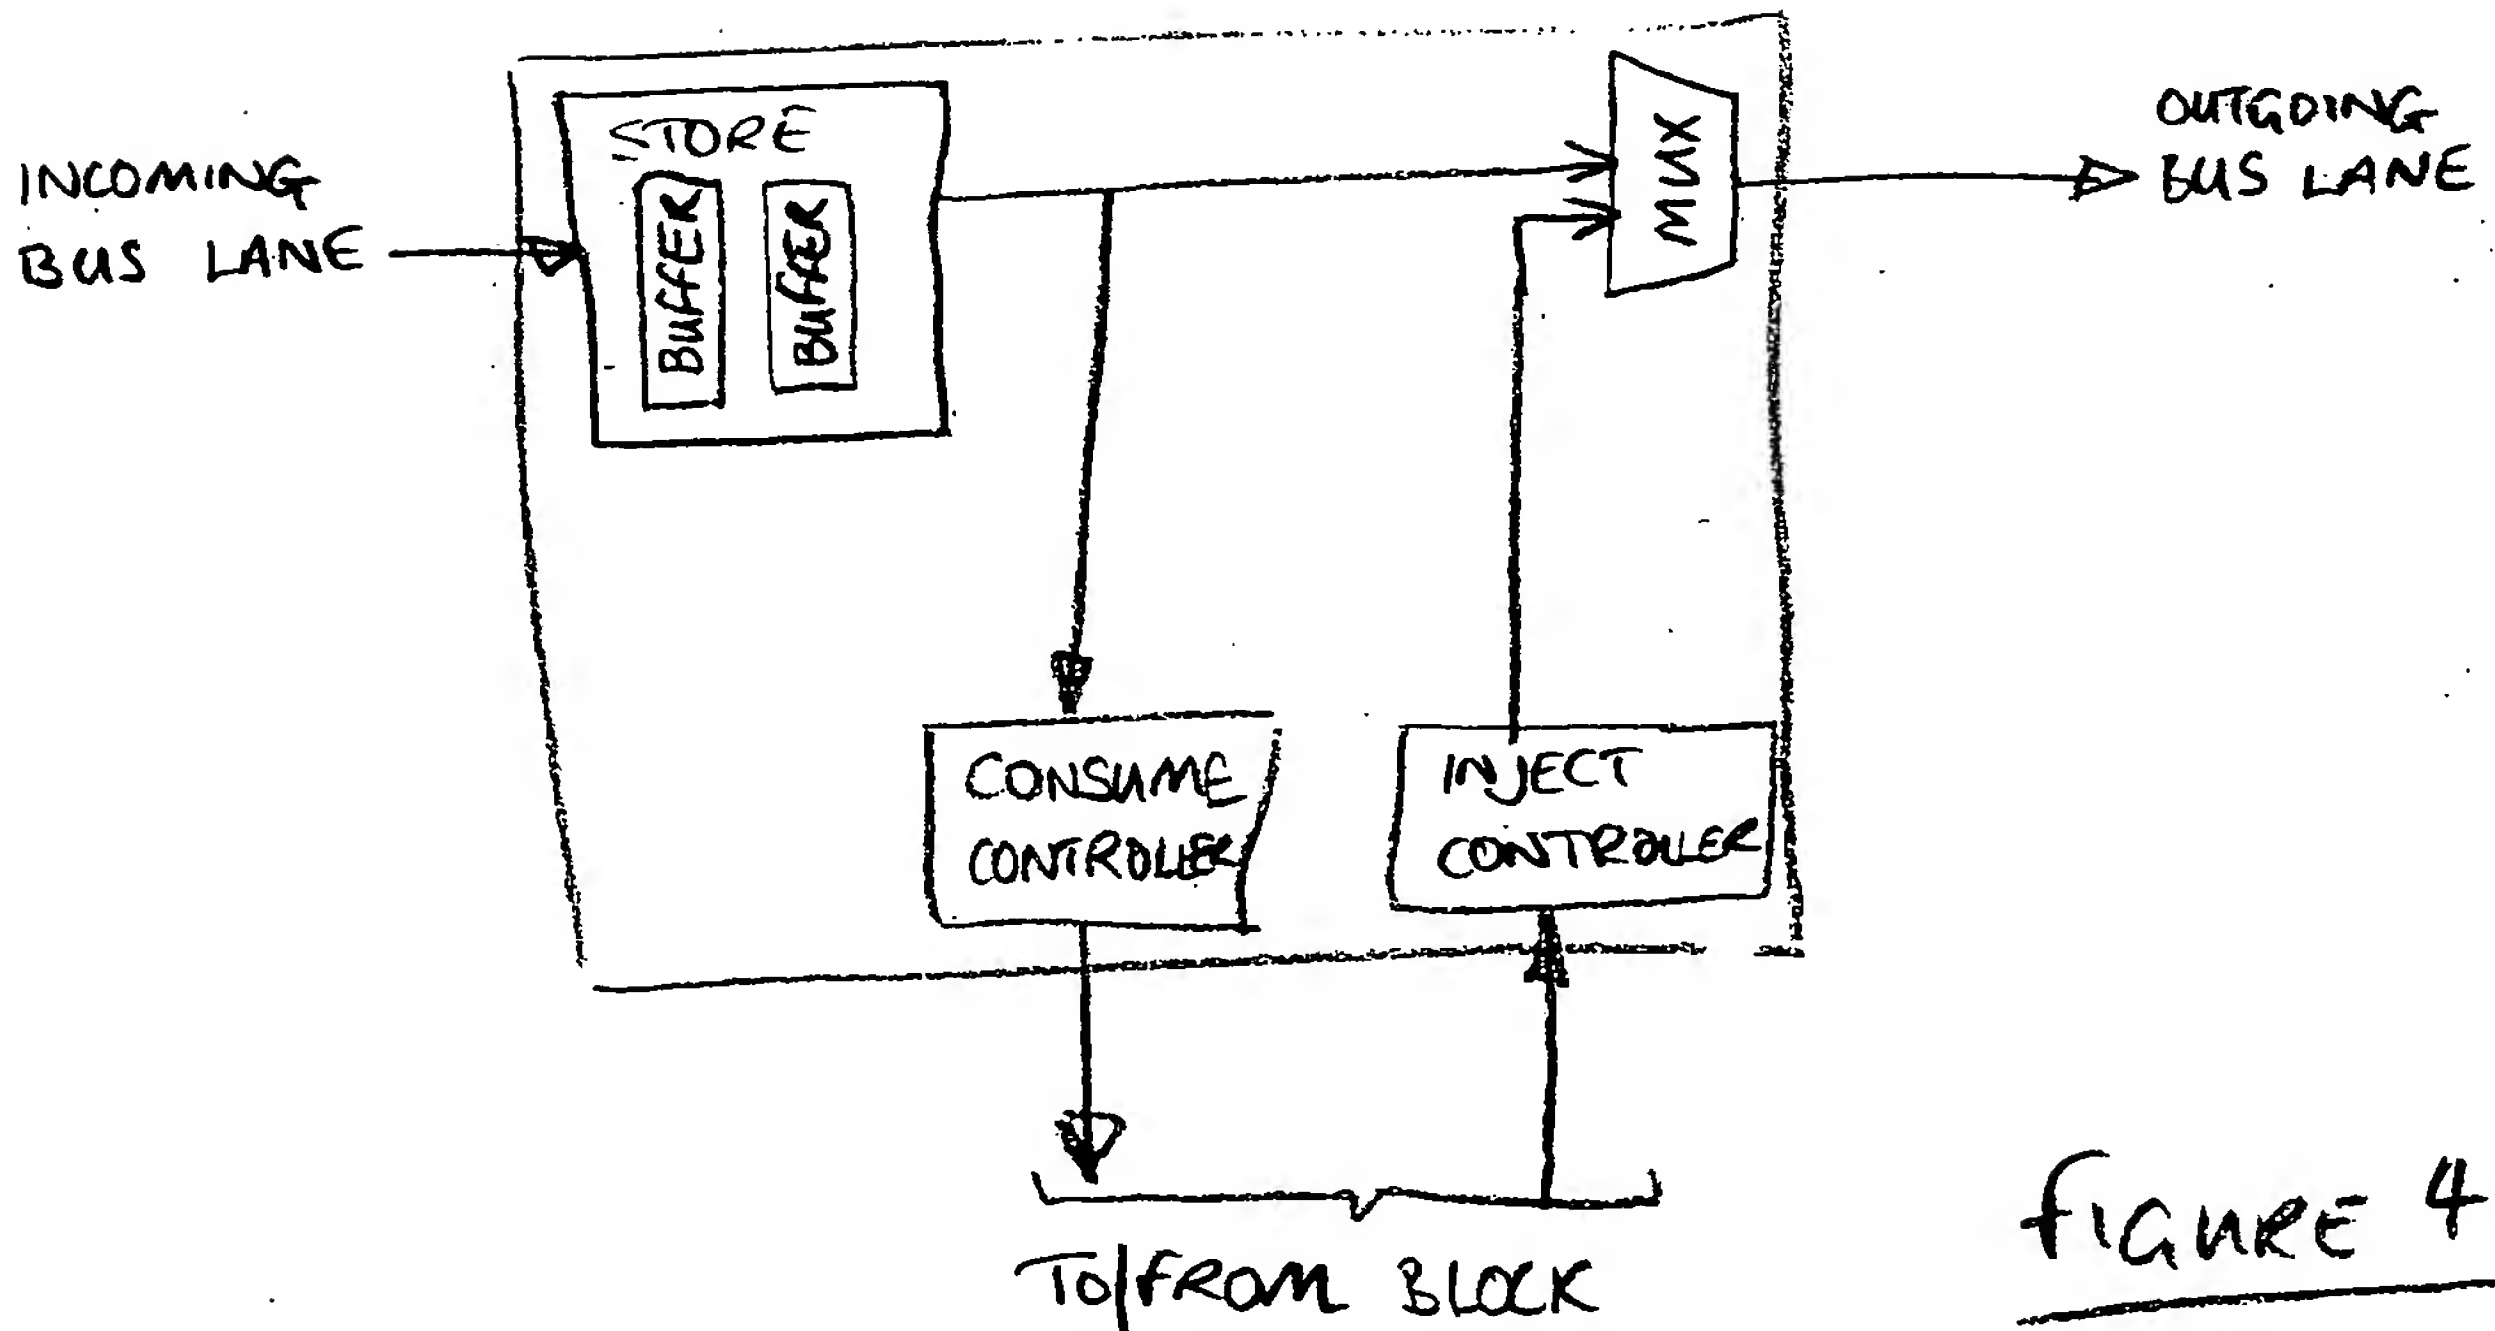 INCOMING
BUS LANE
STORE
BUFFER
BUFFER
MUX
OUTGOING
BUS LANE
CONSUME
CONTROLLER
INJECT
CONTROLLER
TO/FROM BLOCK
FIGURE 4